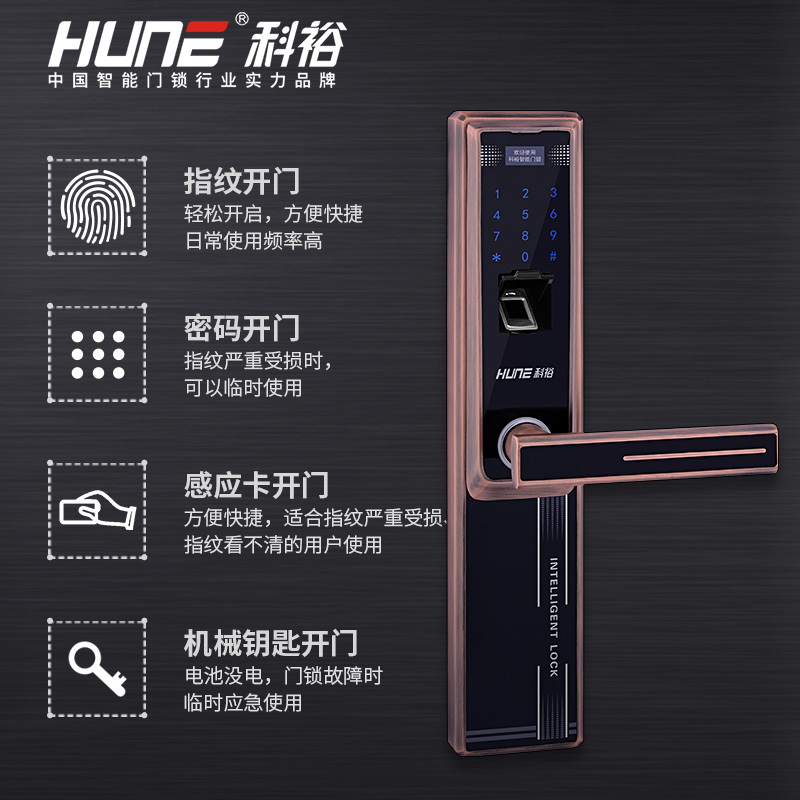 HUNE® 科裕
中国智能门锁行业实力品牌
指纹开门
轻松开启，方便快捷
日常使用频率高
密码开门
指纹严重受损时，
可以临时使用
感应卡开门
方便快捷，适合指纹严重受损、
指纹看不清的用户使用
机械钥匙开门
电池没电，门锁故障时
临时应急使用
欢迎使用
科裕智能门锁
1 2 3
4 5 6
7 8 9
* 0 #
HUNE 科裕
INTELLIGENT LOCK